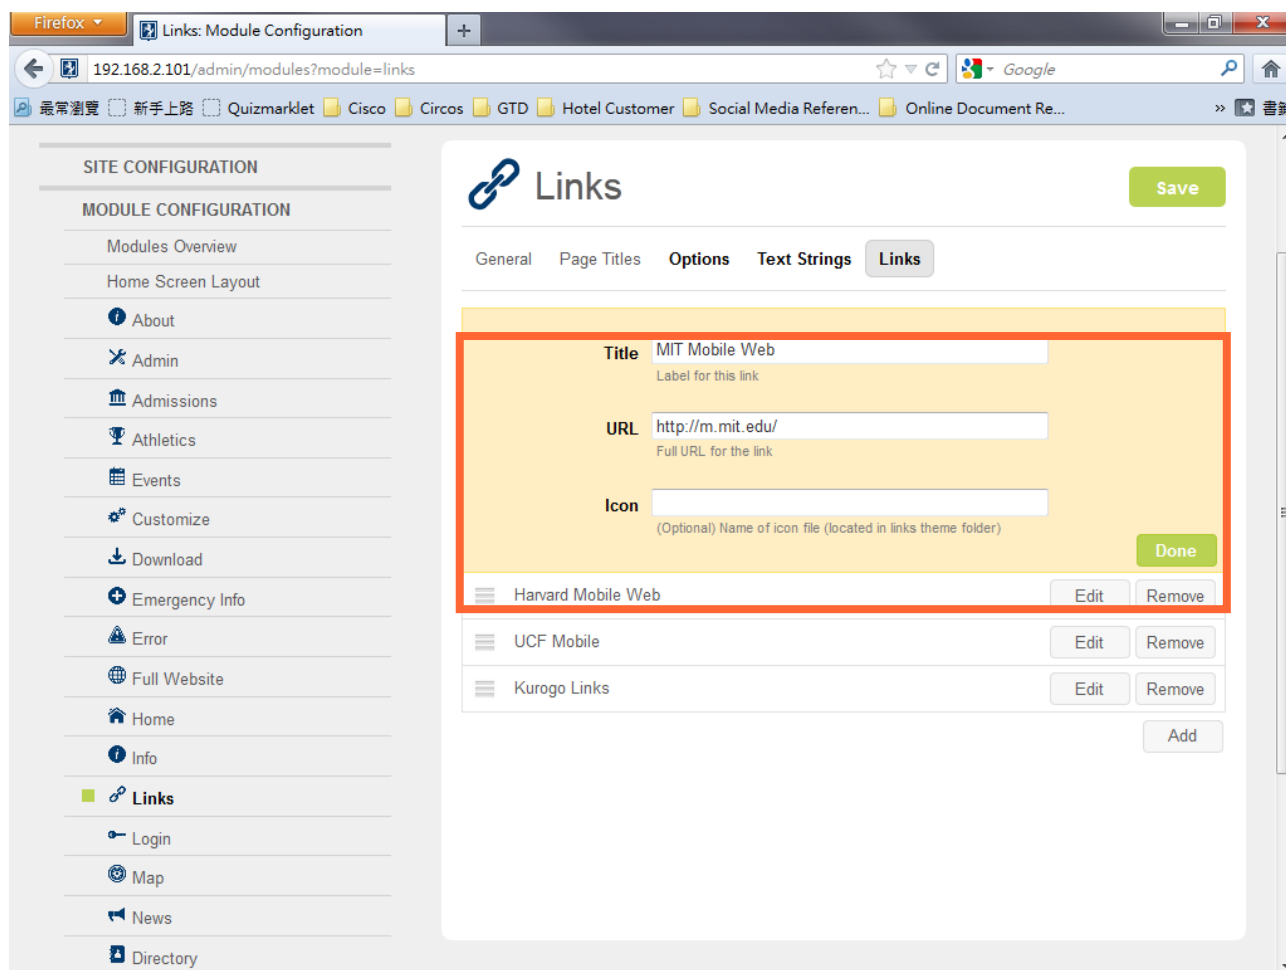 Firefox
Links: Module Configuration
192.168.2.101/admin/modules?module=links
Google
最常瀏覽 新手上路 Quizmarklet Cisco Circos GTD Hotel Customer Social Media Referen... Online Document Re... »
SITE CONFIGURATION
MODULE CONFIGURATION
Modules Overview
Home Screen Layout
About
Admin
Admissions
Athletics
Events
Customize
Download
Emergency Info
Error
Full Website
Home
Info
Links
Login
Map
News
Directory
Links
Save
General Page Titles Options Text Strings Links
Title MIT Mobile Web
Label for this link
URL http://m.mit.edu/
Full URL for the link
Icon
(Optional) Name of icon file (located in links theme folder)
Done
Harvard Mobile Web Edit Remove
UCF Mobile Edit Remove
Kurogo Links Edit Remove
Add